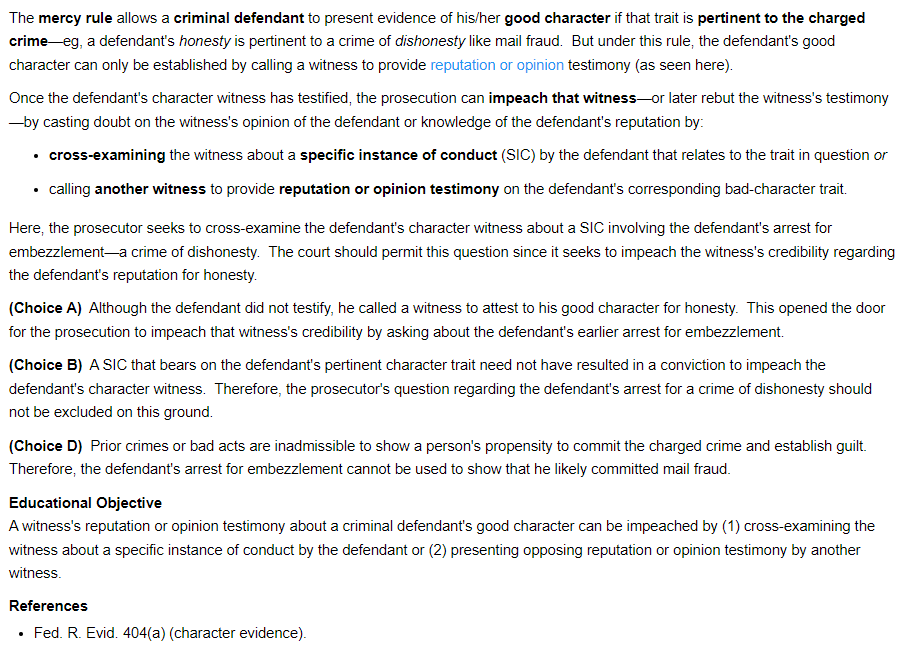 The mercy rule allows a criminal defendant to present evidence of his/her good character if that trait is pertinent to the charged
crime—eg, a defendant's honesty is pertinent to a crime of dishonesty like mail fraud.  But under this rule, the defendant's good
character can only be established by calling a witness to provide reputation or opinion testimony (as seen here).
Once the defendant's character witness has testified, the prosecution can impeach that witness—or later rebut the witness's testimony
—by casting doubt on the witness's opinion of the defendant or knowledge of the defendant's reputation by:
• cross-examining the witness about a specific instance of conduct (SIC) by the defendant that relates to the trait in question or
• calling another witness to provide reputation or opinion testimony on the defendant's corresponding bad-character trait.
Here, the prosecutor seeks to cross-examine the defendant's character witness about a SIC involving the defendant's arrest for
embezzlement—a crime of dishonesty.  The court should permit this question since it seeks to impeach the witness's credibility regarding
the defendant's reputation for honesty.
(Choice A)  Although the defendant did not testify, he called a witness to attest to his good character for honesty.  This opened the door
for the prosecution to impeach that witness's credibility by asking about the defendant's earlier arrest for embezzlement.
(Choice B)  A SIC that bears on the defendant's pertinent character trait need not have resulted in a conviction to impeach the
defendant's character witness.  Therefore, the prosecutor's question regarding the defendant's arrest for a crime of dishonesty should
not be excluded on this ground.
(Choice D)  Prior crimes or bad acts are inadmissible to show a person's propensity to commit the charged crime and establish guilt.
Therefore, the defendant's arrest for embezzlement cannot be used to show that he likely committed mail fraud.
Educational Objective
A witness's reputation or opinion testimony about a criminal defendant's good character can be impeached by (1) cross-examining the
witness about a specific instance of conduct by the defendant or (2) presenting opposing reputation or opinion testimony by another
witness.
References
• Fed. R. Evid. 404(a) (character evidence).